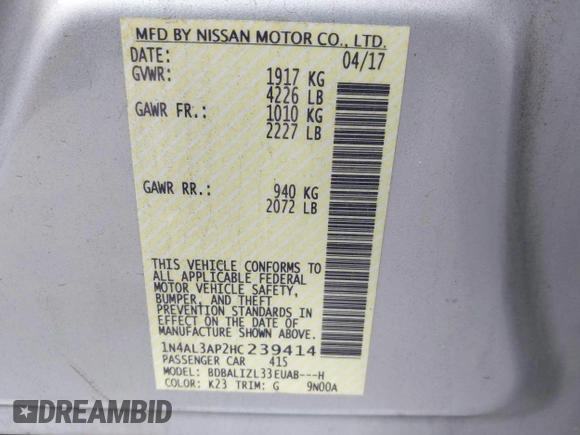 MFD BY NISSAN MOTOR CO., LTD.
DATE: 04/17
GVWR: 1917 KG
4226 LB
GAWR FR.: 1010 KG
2227 LB
GAWR RR.: 940 KG
2072 LB
THIS VEHICLE CONFORMS TO
ALL APPLICABLE FEDERAL
MOTOR VEHICLE SAFETY,
BUMPER, AND THEFT
PREVENTION STANDARDS IN
EFFECT ON THE DATE OF
MANUFACTURE SHOWN ABOVE.
1N4AL3AP2HC239414
PASSENGER CAR 415
MODEL: BDBALIZL33EUAB---H
COLOR: K23 TRIM: G 9N00A
DREAMBID